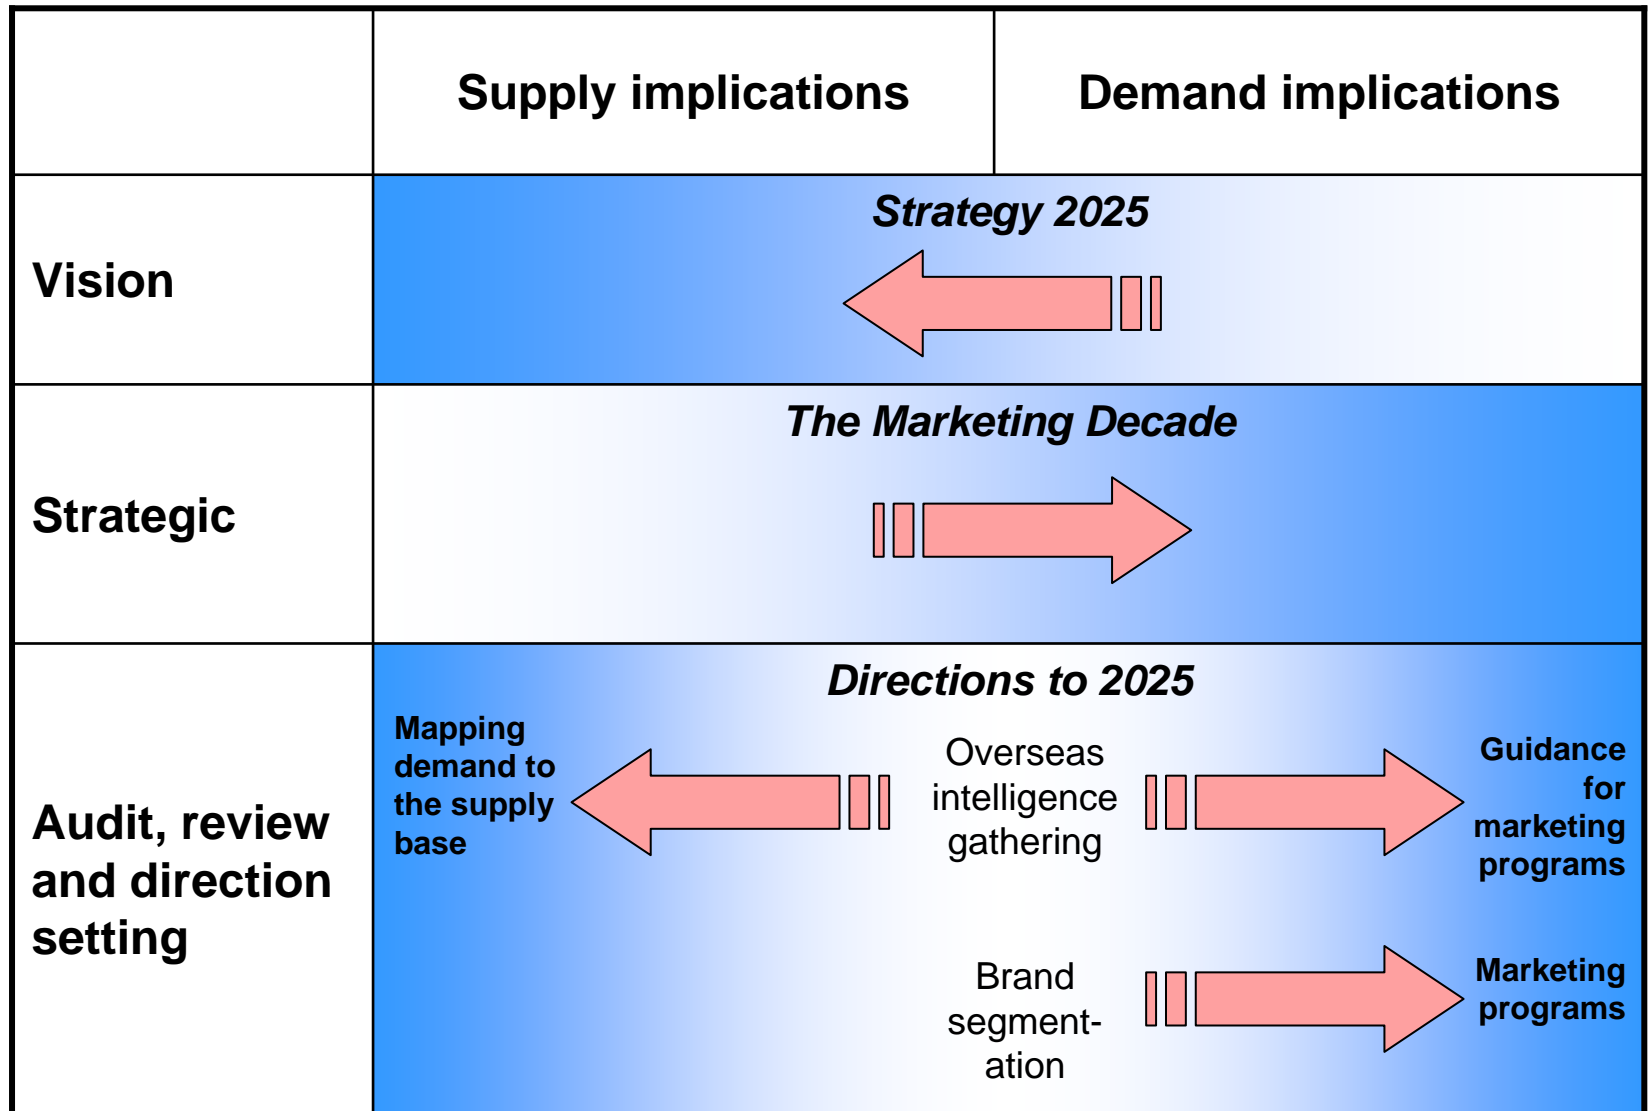 Supply implications
Demand implications
Vision
Strategy 2025
Strategic
The Marketing Decade
Audit, review
and direction
setting
Directions to 2025
Mapping
demand to
the supply
base
Overseas
intelligence
gathering
Guidance
for
marketing
programs
Brand
segment-
ation
Marketing
programs